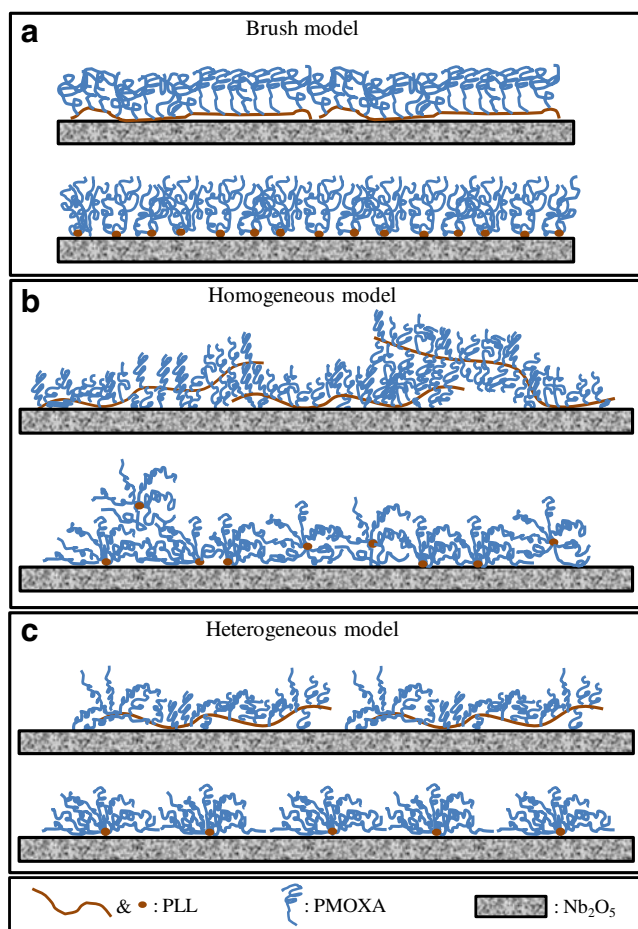 a
Brush model
b
Homogeneous model
c
Heterogeneous model
& : PLL
PMOXA
: Nb₂O₅